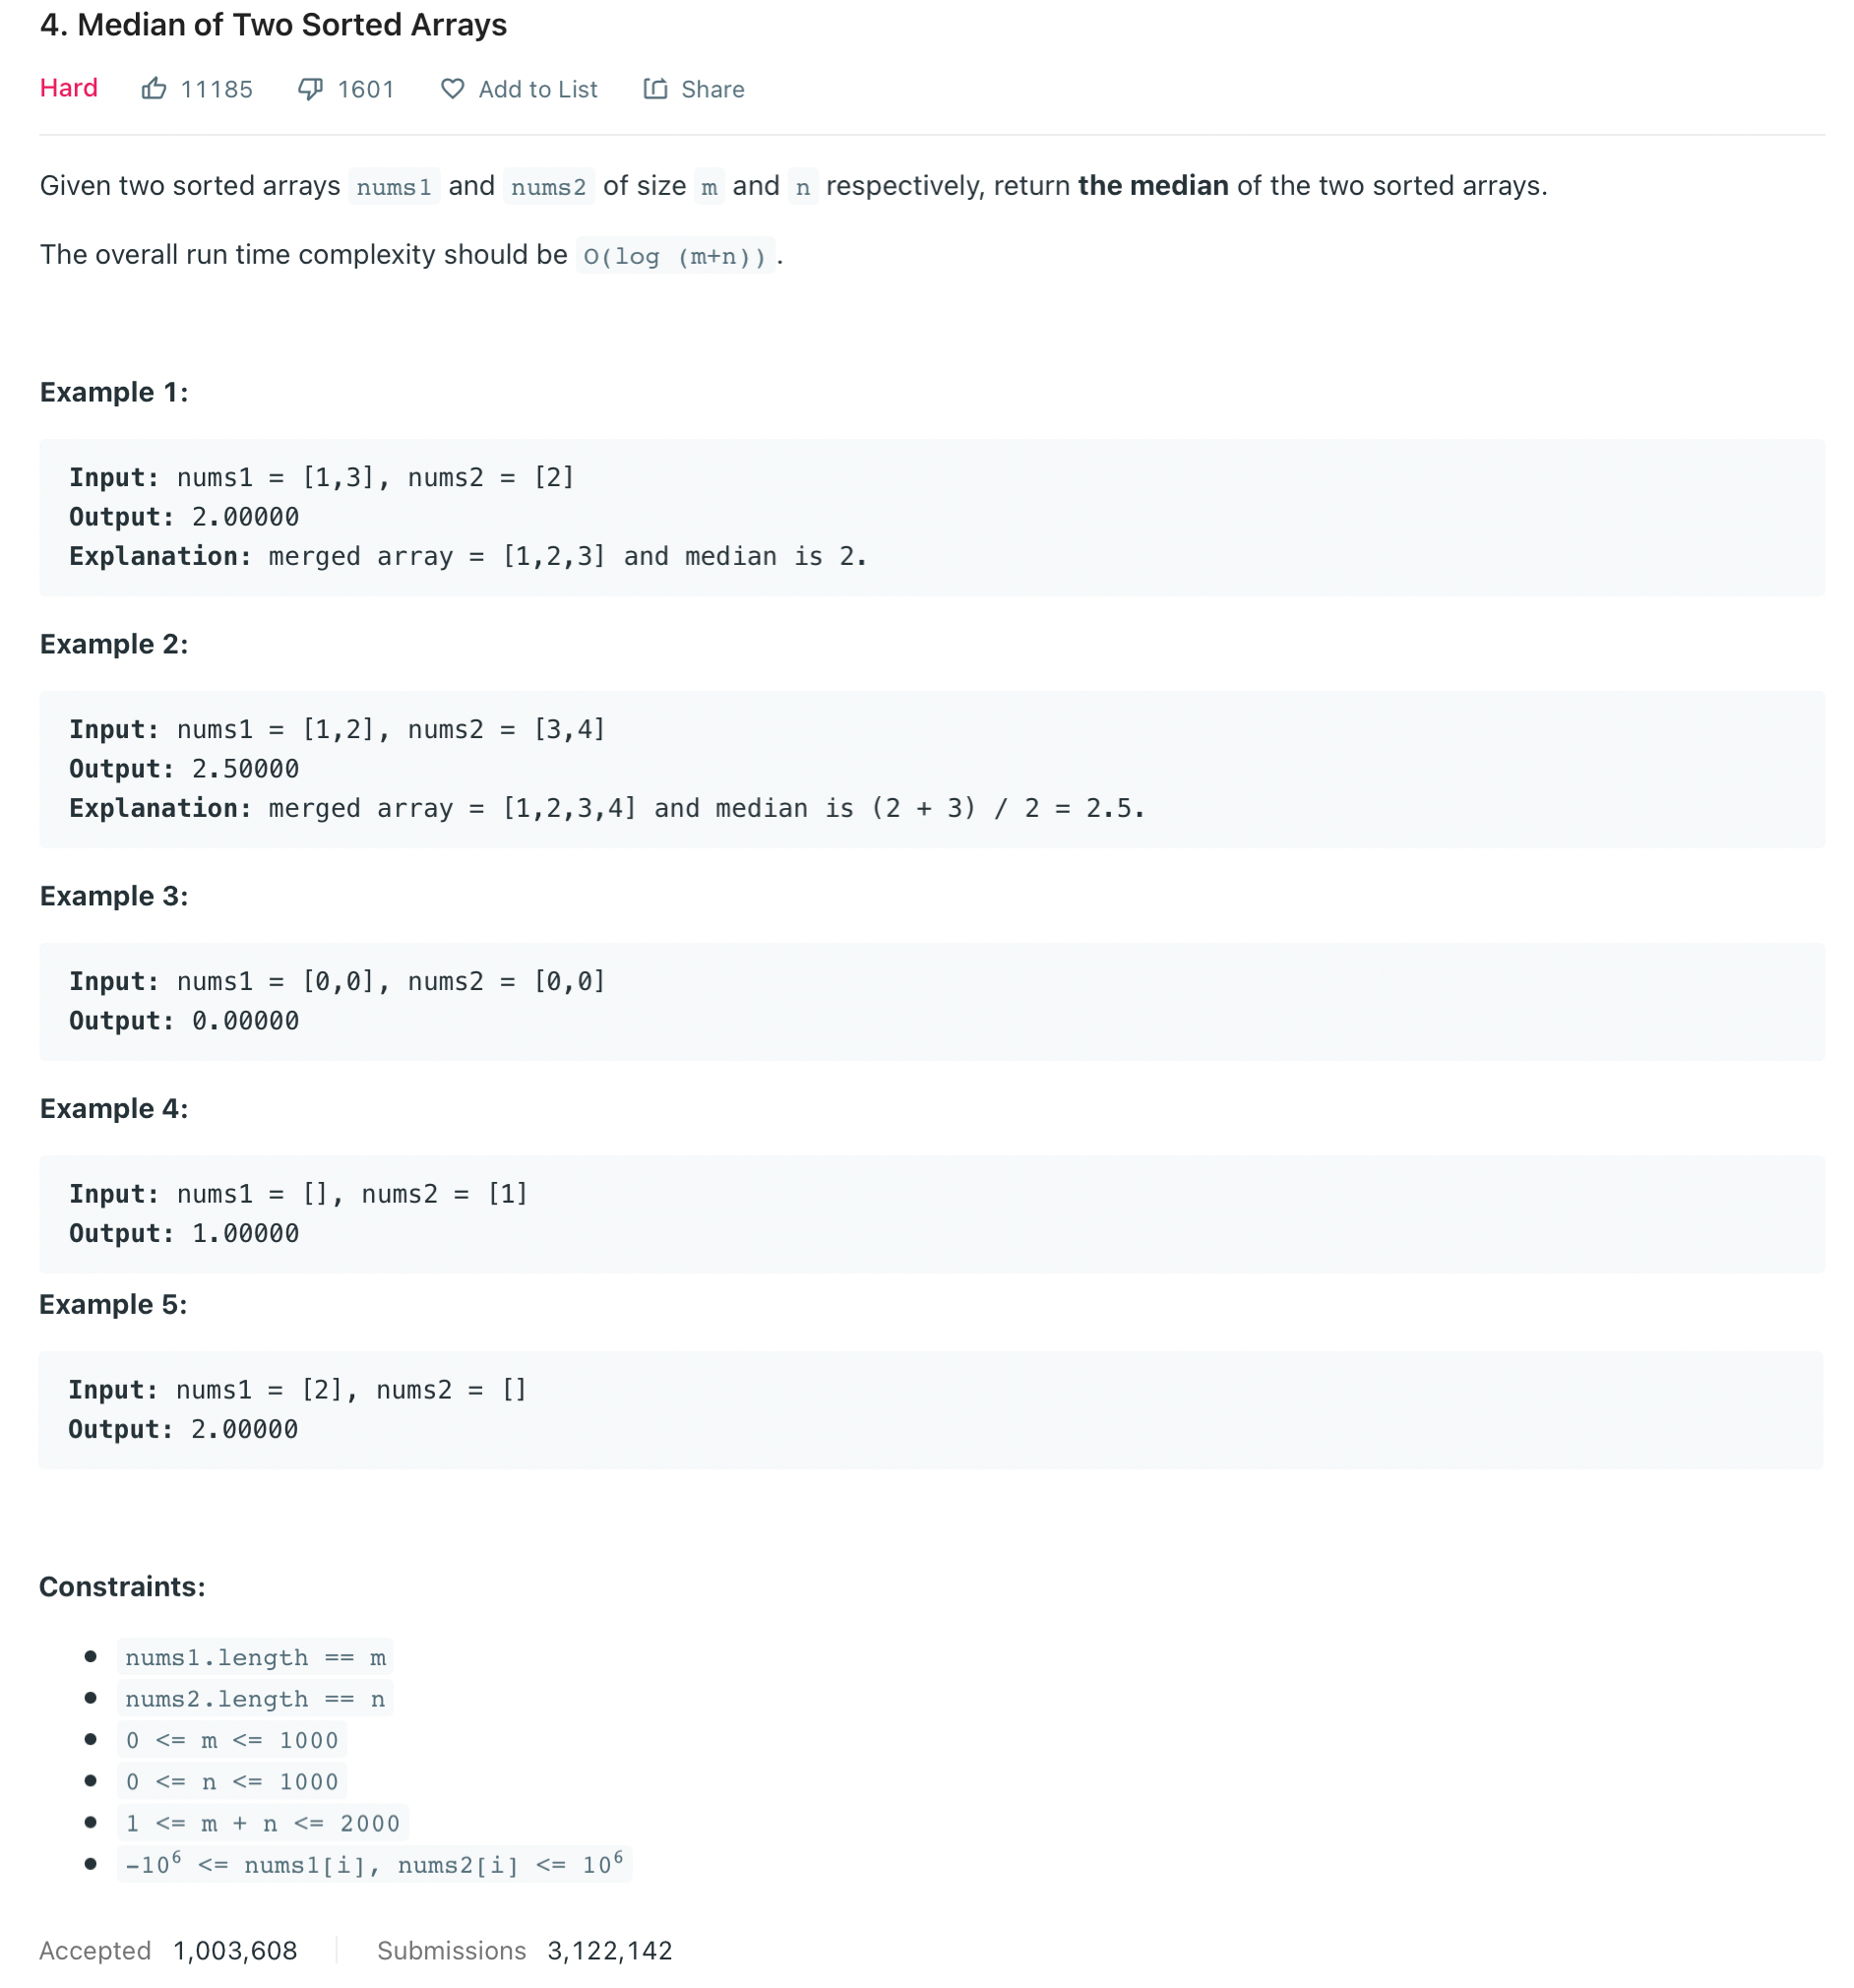 4. Median of Two Sorted Arrays
Hard 11185 1601 Add to List Share
Given two sorted arrays nums1 and nums2 of size m and n respectively, return the median of the two sorted arrays.
The overall run time complexity should be O(log (m+n)).
Example 1:
Input: nums1 = [1,3], nums2 = [2]
Output: 2.00000
Explanation: merged array = [1,2,3] and median is 2.
Example 2:
Input: nums1 = [1,2], nums2 = [3,4]
Output: 2.50000
Explanation: merged array = [1,2,3,4] and median is (2 + 3) / 2 = 2.5.
Example 3:
Input: nums1 = [0,0], nums2 = [0,0]
Output: 0.00000
Example 4:
Input: nums1 = [], nums2 = [1]
Output: 1.00000
Example 5:
Input: nums1 = [2], nums2 = []
Output: 2.00000
Constraints:
• nums1.length == m
• nums2.length == n
• 0 <= m <= 1000
• 0 <= n <= 1000
• 1 <= m + n <= 2000
• -10⁶ <= nums1[i], nums2[i] <= 10⁶
Accepted 1,003,608 Submissions 3,122,142